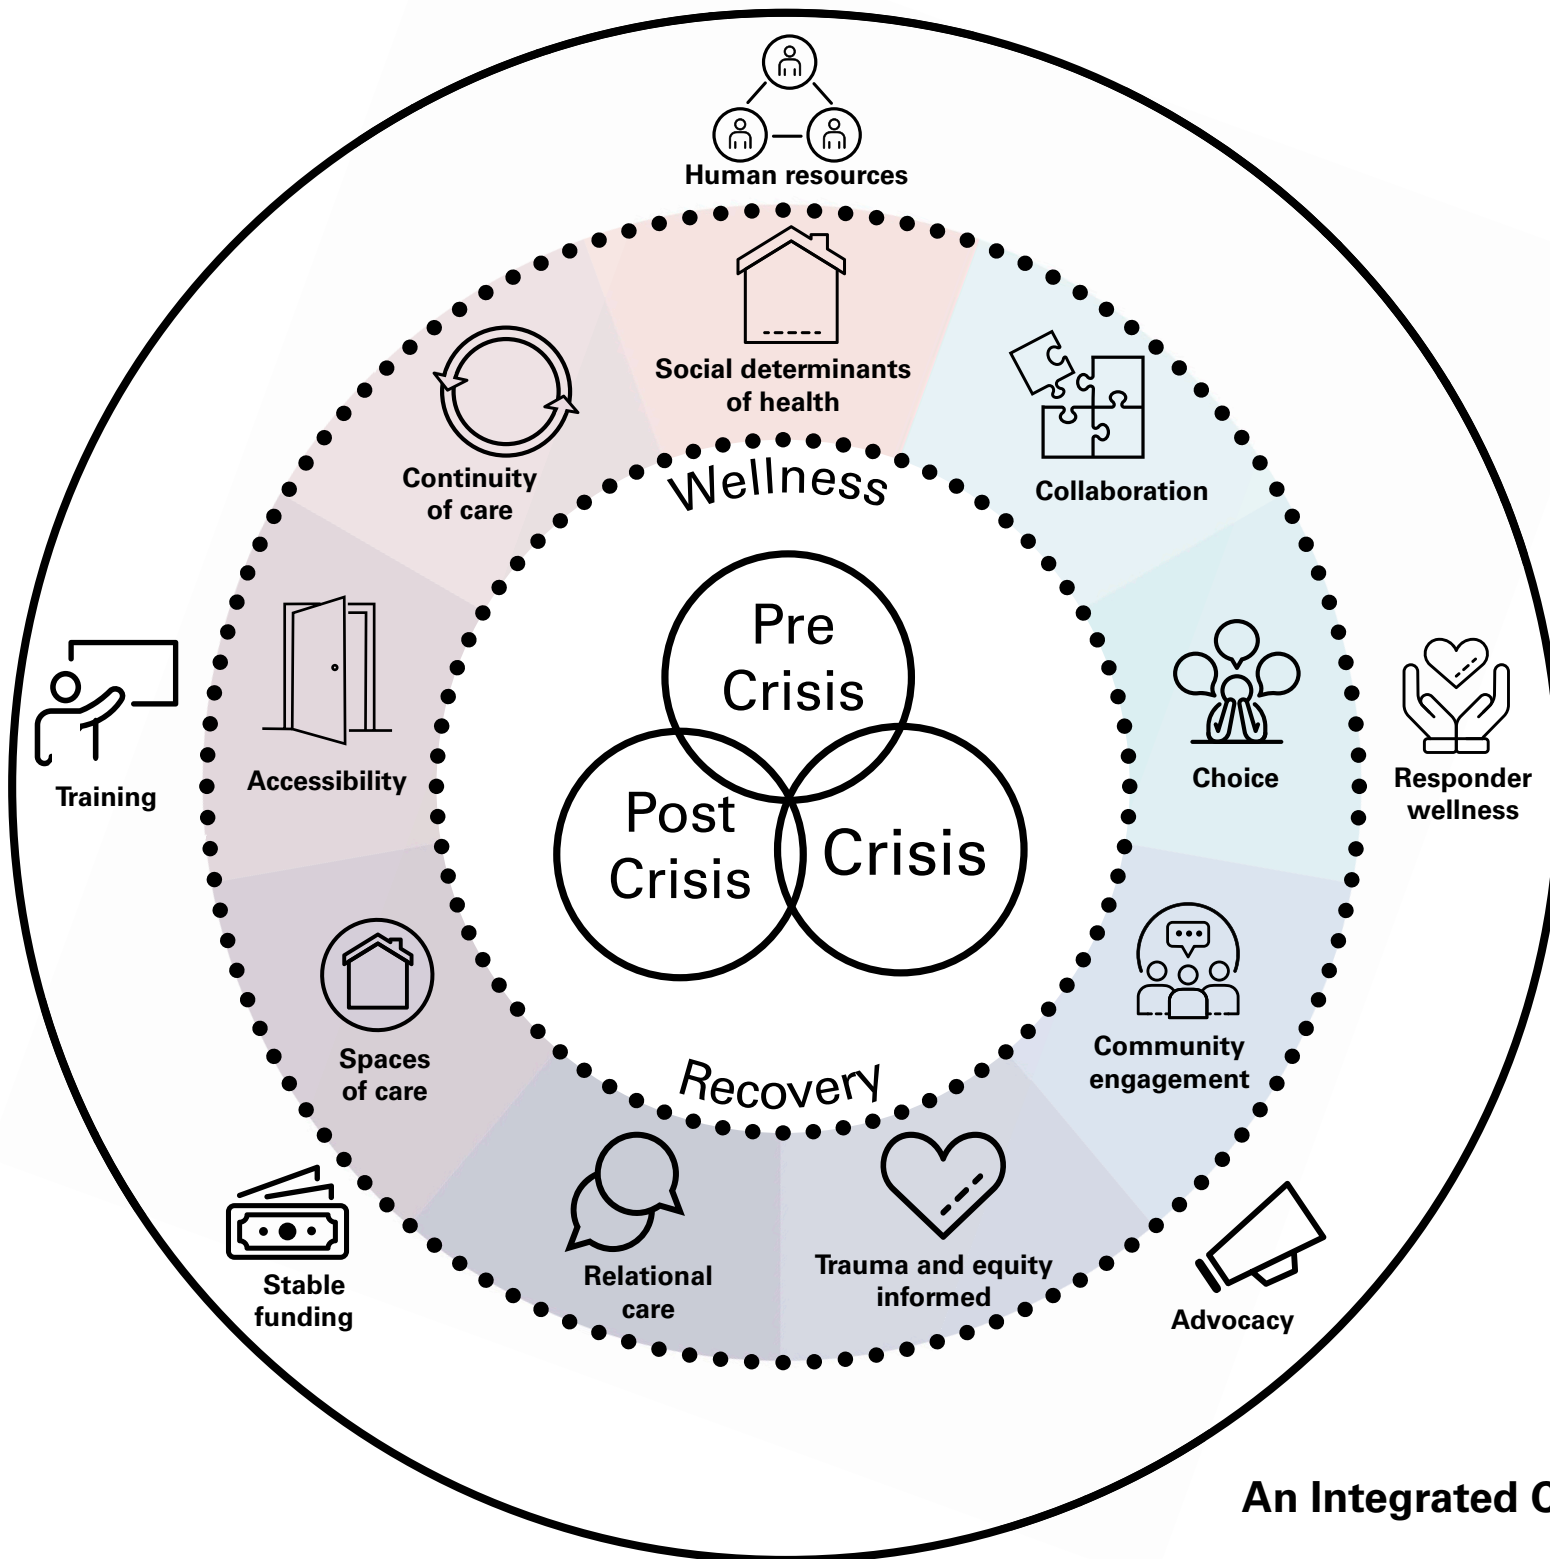 Human resources
Social determinants
of health
Continuity
of care
Collaboration
Wellness
Pre
Crisis
Accessibility
Choice
Training
Responder
wellness
Post
Crisis
Crisis
Spaces
of care
Community
engagement
Recovery
Relational
care
Trauma and equity
informed
Stable
funding
Advocacy
An Integrated